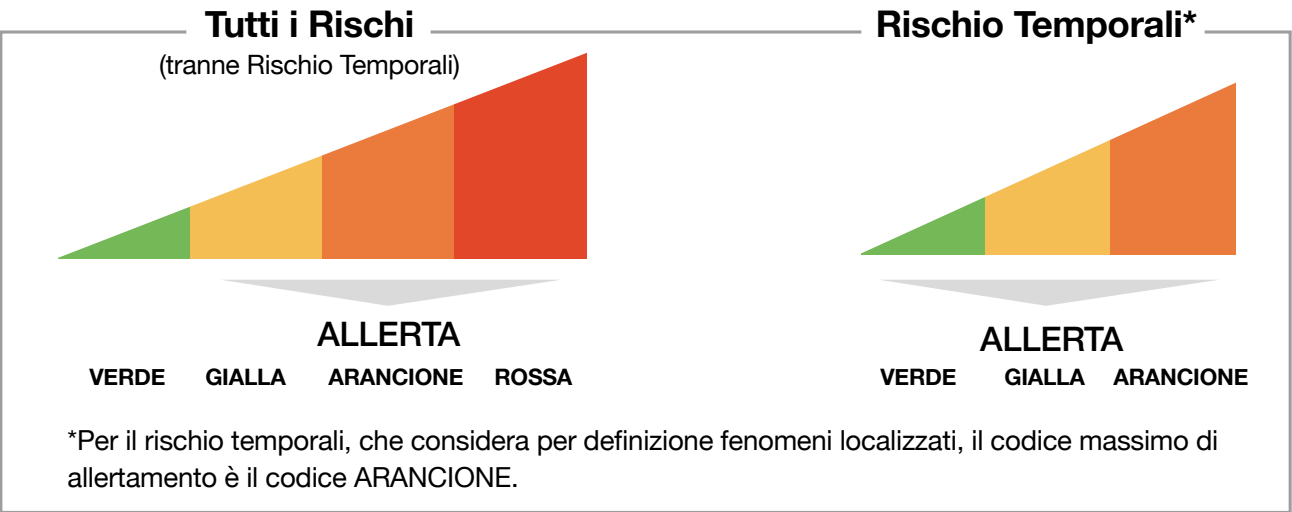 Tutti i Rischi
(tranne Rischio Temporali)
ALLERTA
VERDE GIALLA ARANCIONE ROSSA
Rischio Temporali*
ALLERTA
VERDE GIALLA ARANCIONE
*Per il rischio temporali, che considera per definizione fenomeni localizzati, il codice massimo di
allertamento è il codice ARANCIONE.